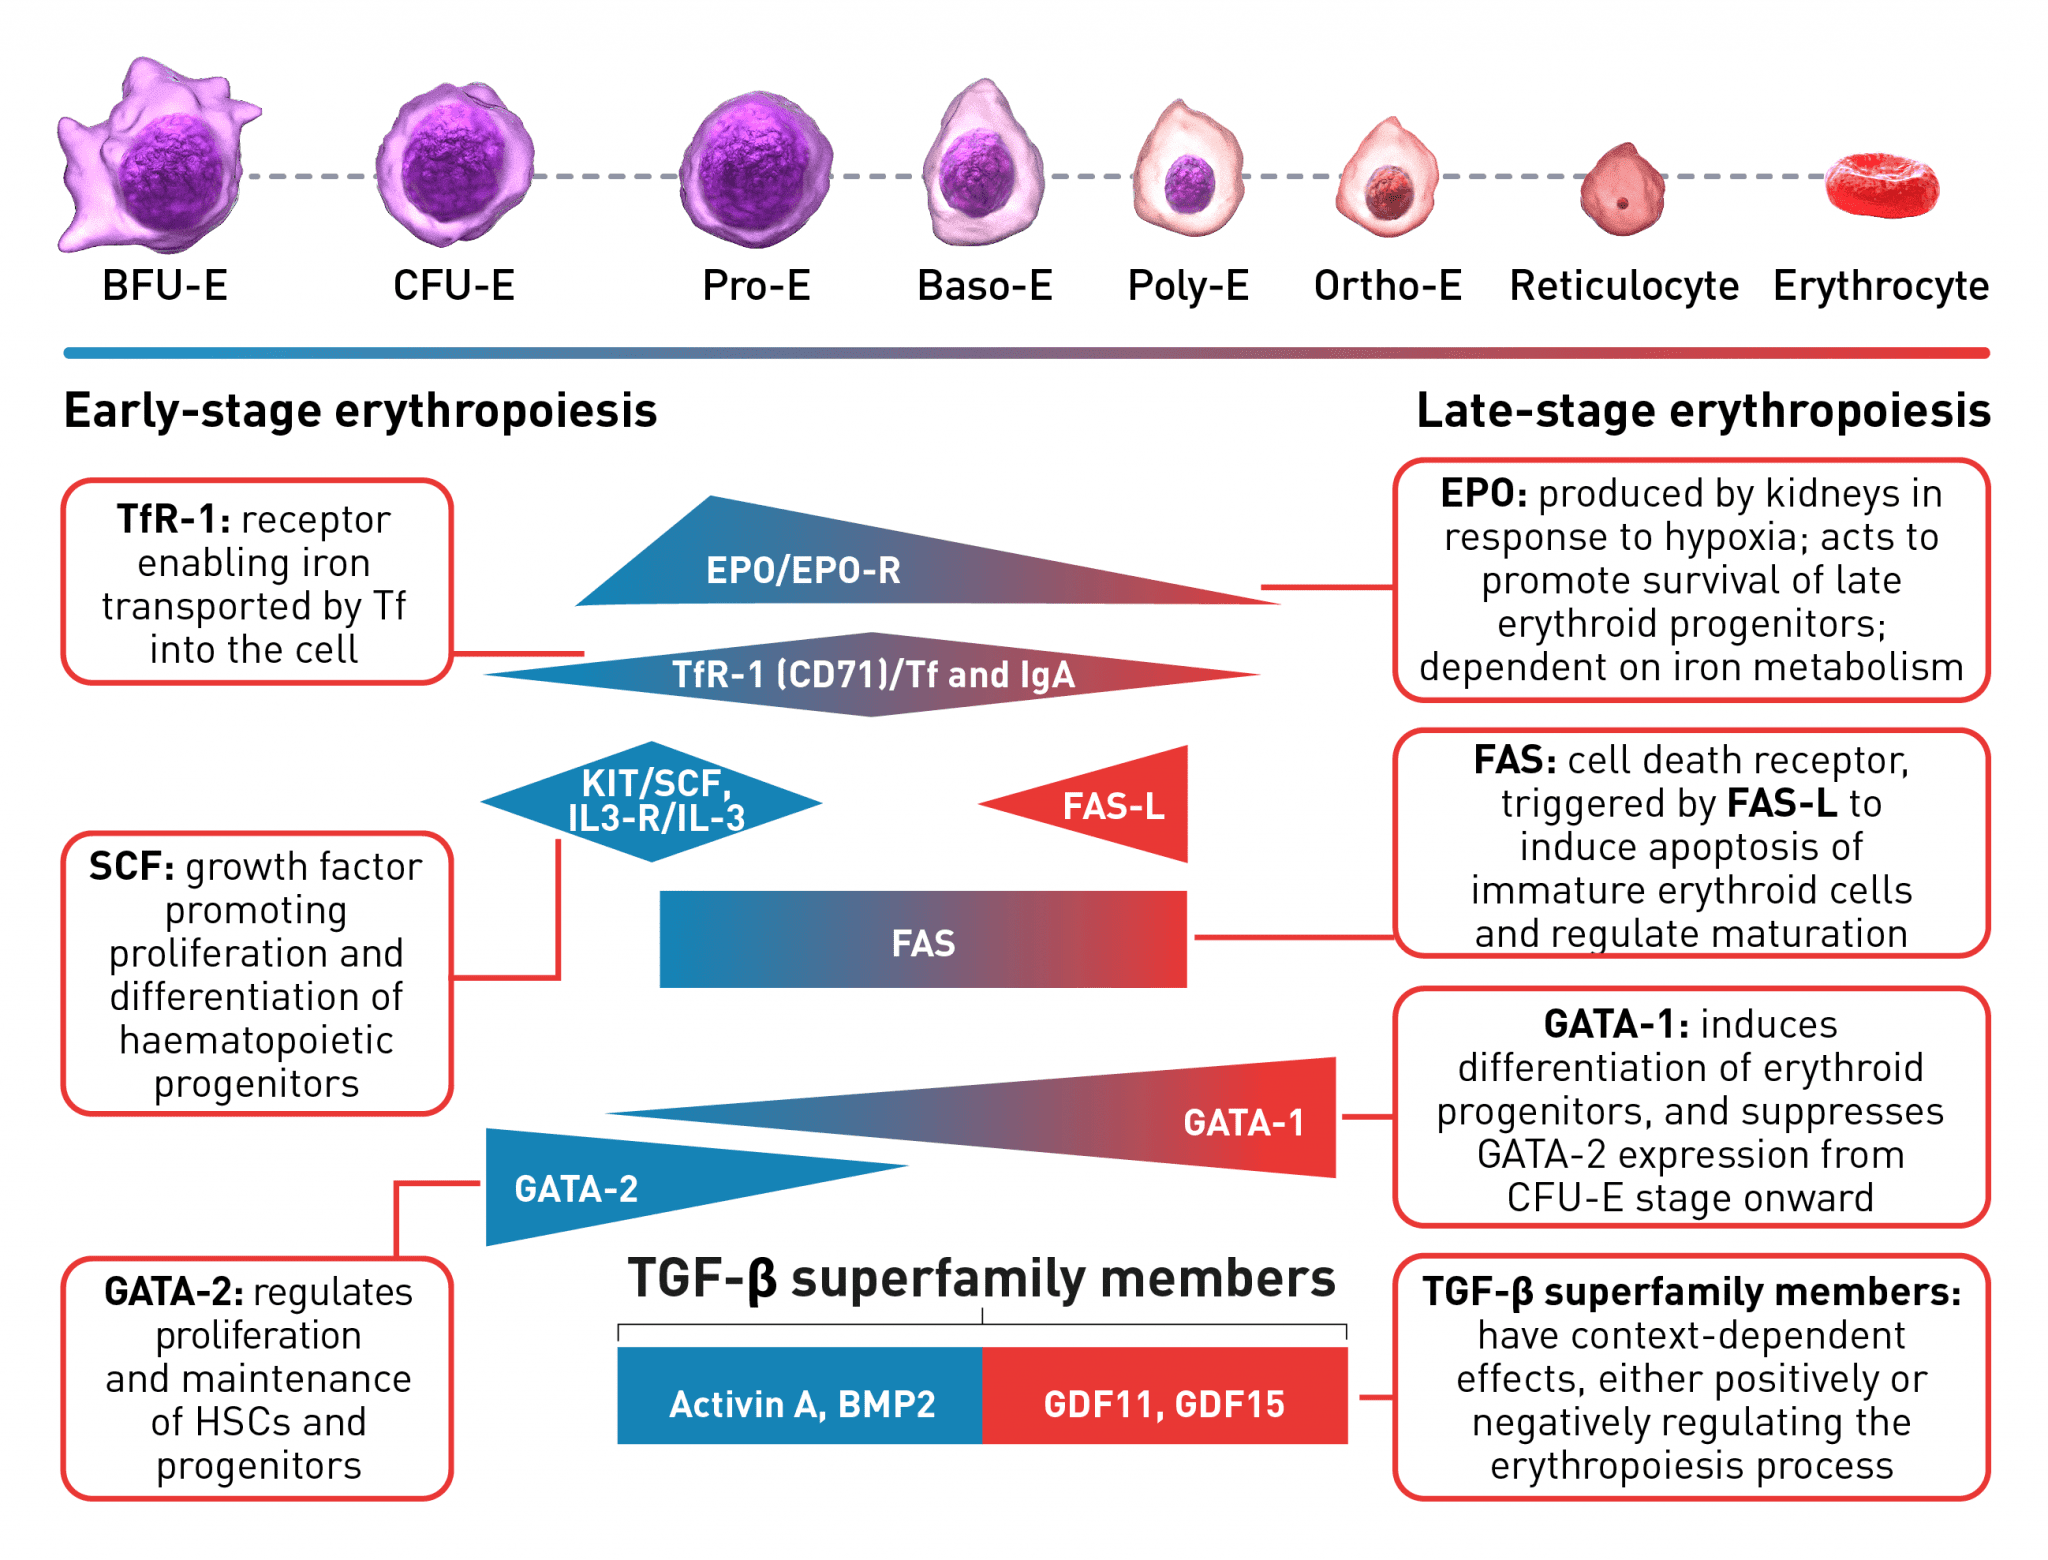 BFU-E
CFU-E
Pro-E
Baso-E
Poly-E
Ortho-E
Reticulocyte
Erythrocyte
Early-stage erythropoiesis
Late-stage erythropoiesis
TfR-1: receptor
enabling iron
transported by Tf
into the cell
EPO/EPO-R
EPO: produced by kidneys in
response to hypoxia; acts to
promote survival of late
erythroid progenitors;
dependent on iron metabolism
TfR-1 (CD71)/Tf and IgA
KIT/SCF,
IL3-R/IL-3
FAS-L
FAS: cell death receptor,
triggered by FAS-L to
induce apoptosis of
immature erythroid cells
and regulate maturation
SCF: growth factor
promoting
proliferation and
differentiation of
haematopoietic
progenitors
FAS
GATA-1
GATA-1: induces
differentiation of erythroid
progenitors, and suppresses
GATA-2 expression from
CFU-E stage onward
GATA-2
GATA-2: regulates
proliferation
and maintenance
of HSCs and
progenitors
TGF-β superfamily members
Activin A, BMP2
GDF11, GDF15
TGF-β superfamily members:
have context-dependent
effects, either positively or
negatively regulating the
erythropoiesis process